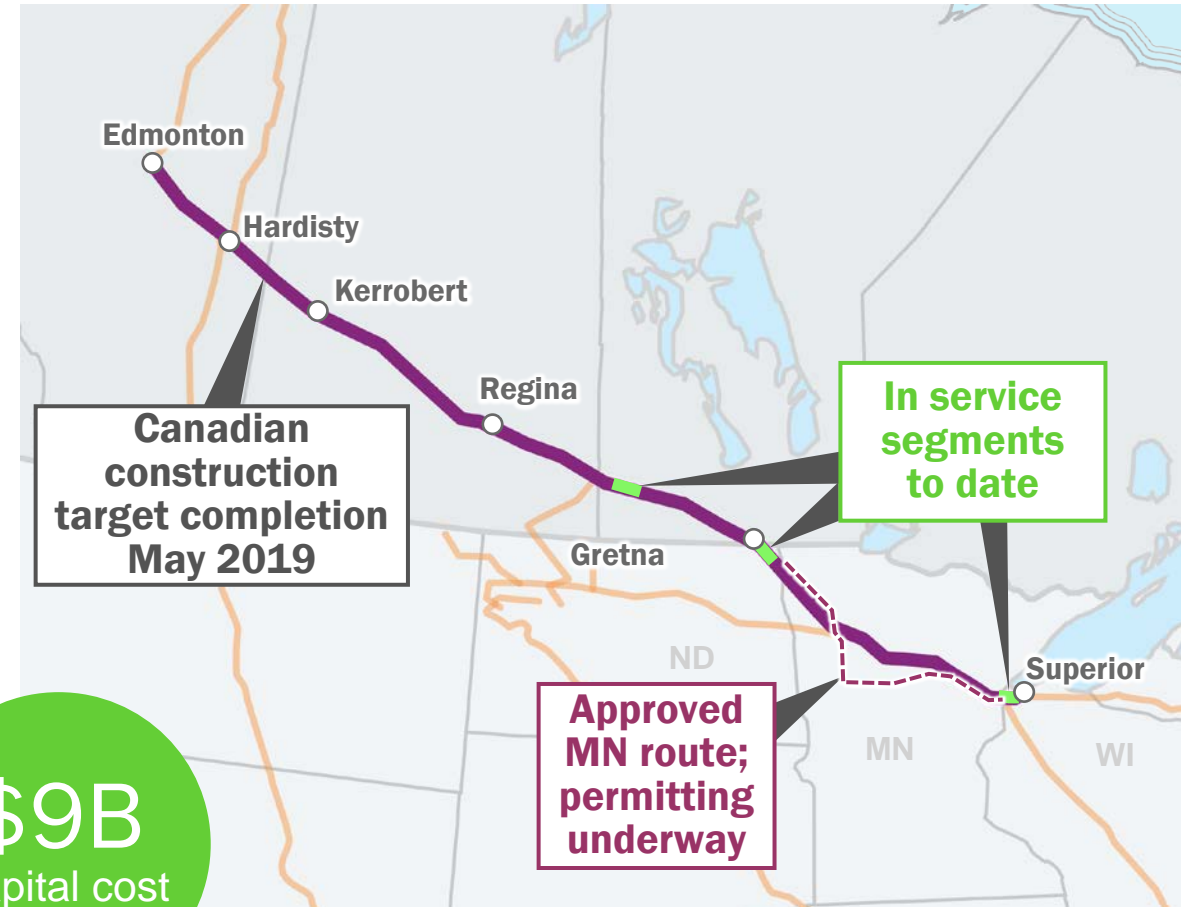 Edmonton
Hardisty
Kerrobert
Regina
Canadian
construction
target completion
May 2019
In service
segments
to date
Gretna
ND
Superior
Approved
MN route;
permitting
underway
MN
WI
$9B
cost